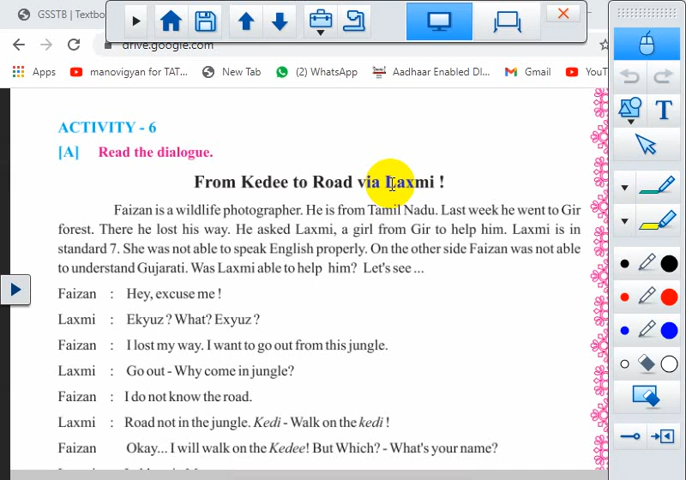 GSSTB | Textbo
drive.google.com
Apps manovigyan for TAT... New Tab (2) WhatsApp Aadhaar Enabled DI... Gmail YouT
ACTIVITY - 6
[A] Read the dialogue.
From Kedee to Road via Laxmi !
Faizan is a wildlife photographer. He is from Tamil Nadu. Last week he went to Gir
forest. There he lost his way. He asked Laxmi, a girl from Gir to help him. Laxmi is in
standard 7. She was not able to speak English properly. On the other side Faizan was not able
to understand Gujarati. Was Laxmi able to help him? Let's see ...
Faizan : Hey, excuse me !
Laxmi : Ekyuz ? What? Exyuz ?
Faizan : I lost my way. I want to go out from this jungle.
Laxmi : Go out - Why come in jungle?
Faizan : I do not know the road.
Laxmi : Road not in the jungle. Kedi - Walk on the kedi !
Faizan Okay... I will walk on the Kedee! But Which? - What's your name?
T